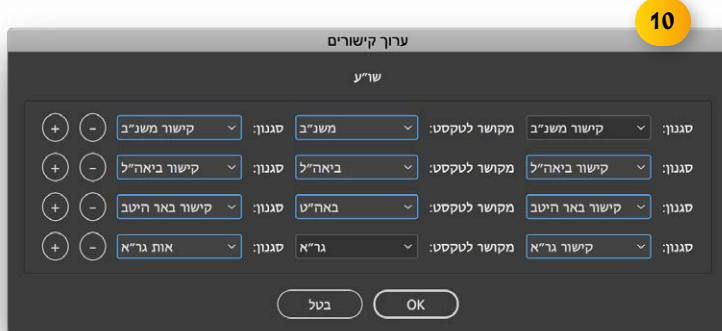 10
ערוך קישורים
שו״ע
סגנון: קישור משנ״ב מקושר לטקסט: משנ״ב סגנון: קישור משנ״ב - +
סגנון: קישור ביאה״ל מקושר לטקסט: ביאה״ל סגנון: קישור ביאה״ל - +
סגנון: קישור באר היטב מקושר לטקסט: באה״ט סגנון: קישור באר היטב - +
סגנון: קישור גר״א מקושר לטקסט: גר״א סגנון: אות גר״א - +
OK בטל